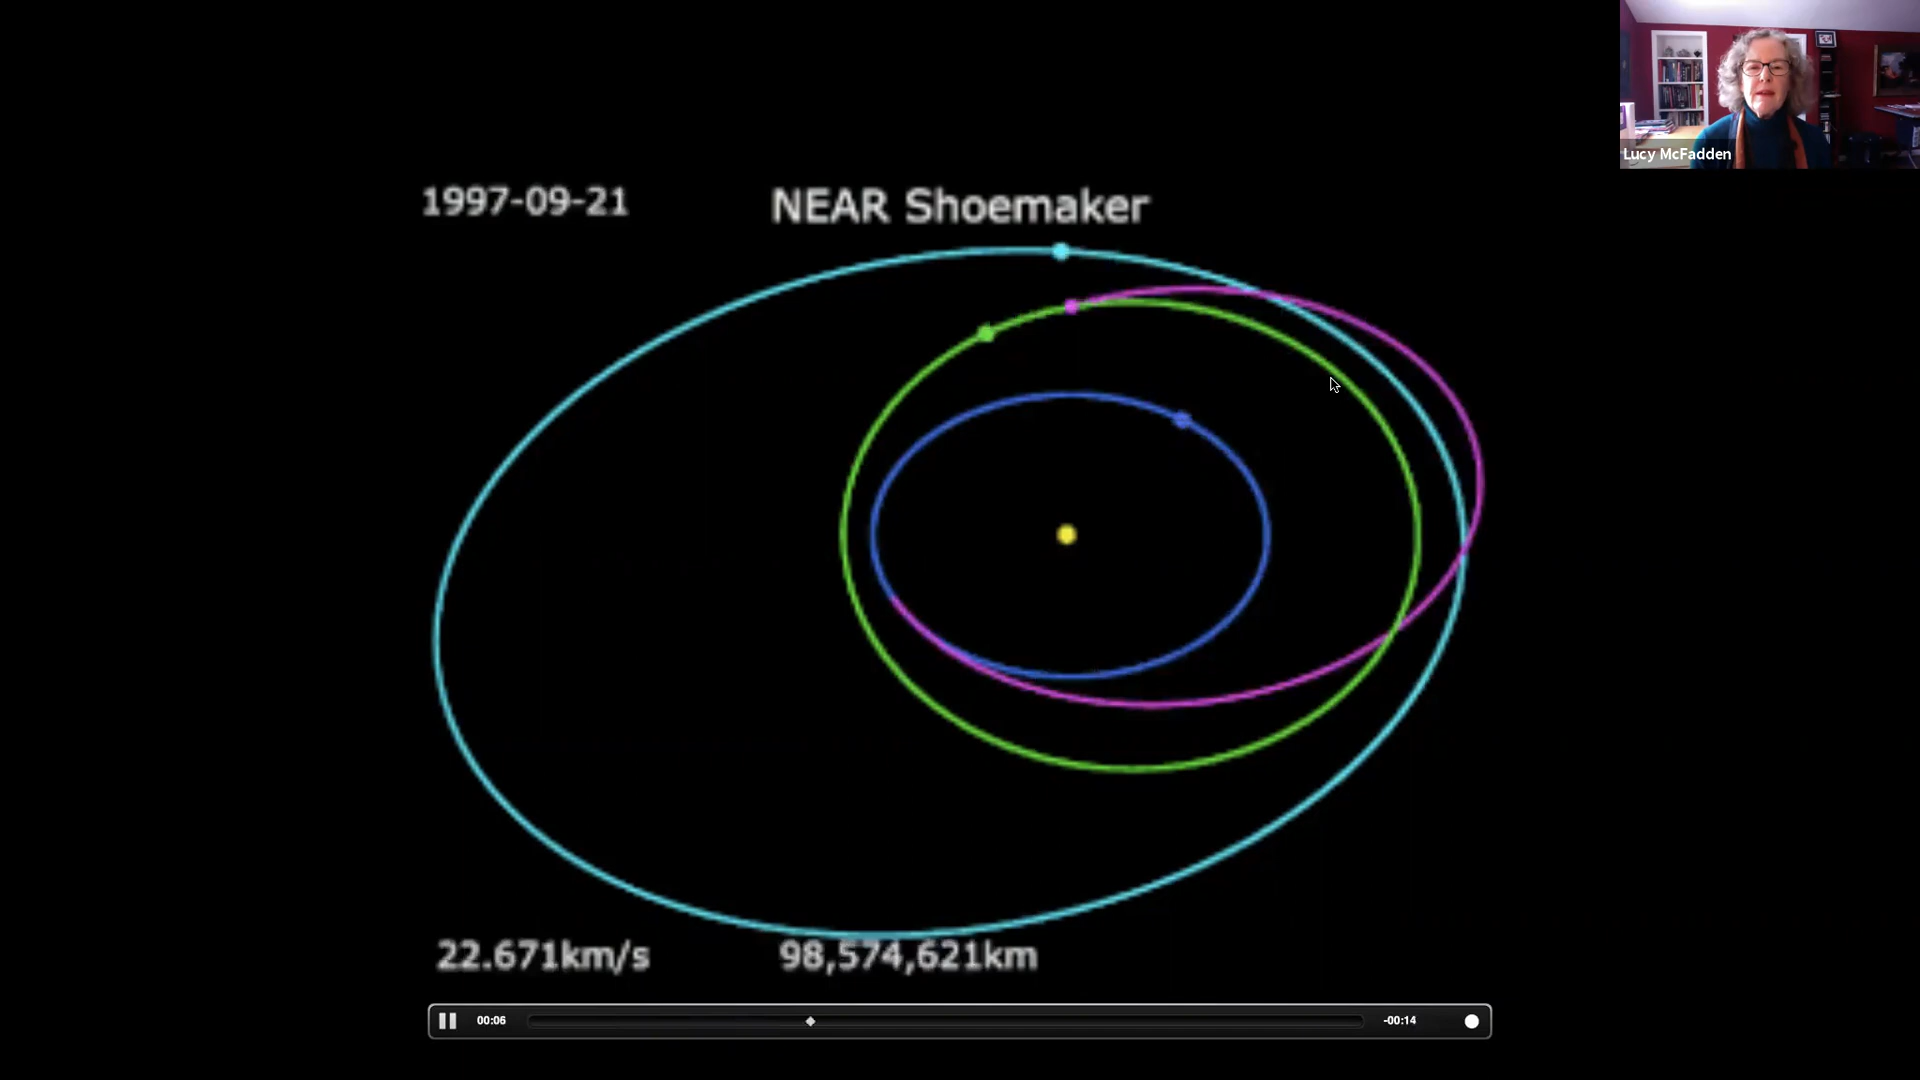 Lucy McFadden
1997-09-21
NEAR Shoemaker
22.671km/s
98,574,621km
00:06
-00:14